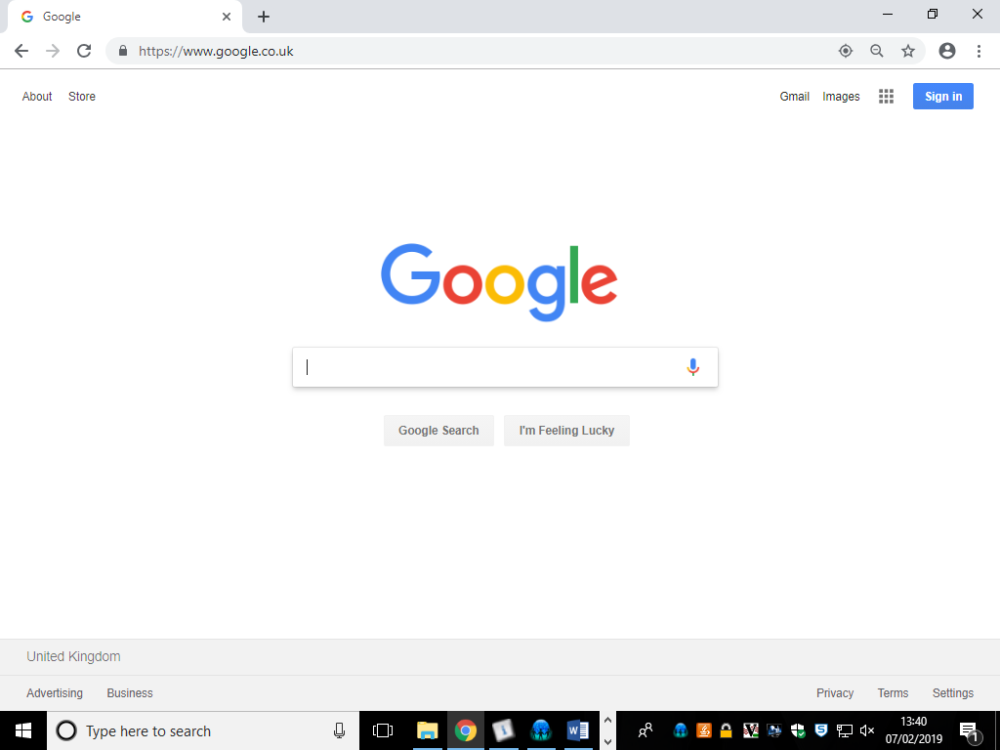 Google
https://www.google.co.uk
About Store Gmail Images Sign in
Google
Google Search I'm Feeling Lucky
United Kingdom
Advertising Business Privacy Terms Settings
Type here to search
13:40
07/02/2019
1